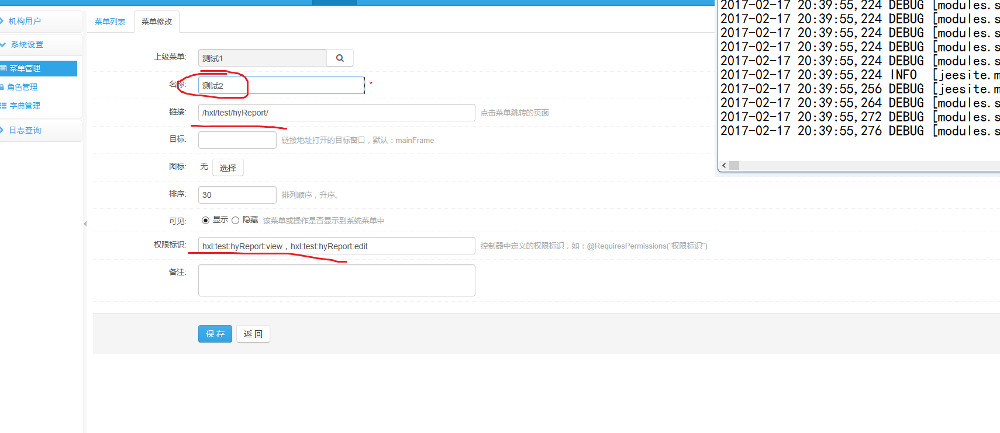 机构用户
系统设置
菜单管理
角色管理
字典管理
日志查询
菜单列表 菜单修改
上级菜单: 测试1
名称: 测试2 *
链接: /hxl/test/hyReport/ 点击菜单跳转的页面
目标: 链接地址打开的目标窗口，默认：mainFrame
图标: 无 选择
排序: 30 排列顺序，升序。
可见: 显示 隐藏 该菜单或操作是否显示到系统菜单中
权限标识: hxl:test:hyReport:view，hxl:test:hyReport:edit 控制器中定义的权限标识，如：@RequiresPermissions("权限标识")
备注:
保 存 返 回
2017-02-17 20:39:55,224 DEBUG [modules.s
2017-02-17 20:39:55,224 DEBUG [modules.s
2017-02-17 20:39:55,224 DEBUG [modules.s
2017-02-17 20:39:55,224 DEBUG [modules.s
2017-02-17 20:39:55,224 DEBUG [modules.s
2017-02-17 20:39:55,224 INFO [jeesite.m
2017-02-17 20:39:55,256 DEBUG [jeesite.m
2017-02-17 20:39:55,264 DEBUG [modules.s
2017-02-17 20:39:55,272 DEBUG [modules.s
2017-02-17 20:39:55,276 DEBUG [modules.s